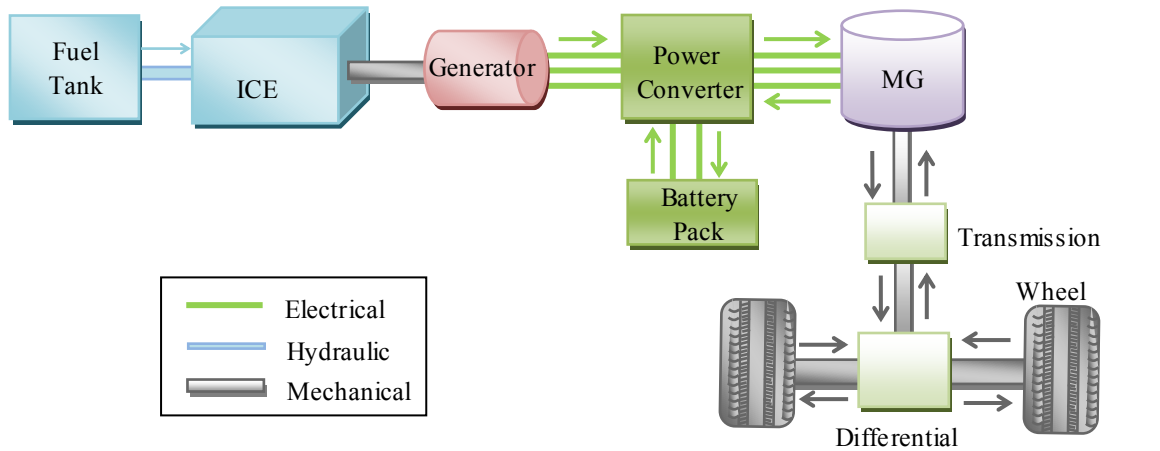 Fuel
Tank
ICE
Generator
Power
Converter
MG
Battery
Pack
Transmission
Wheel
Differential
Electrical
Hydraulic
Mechanical